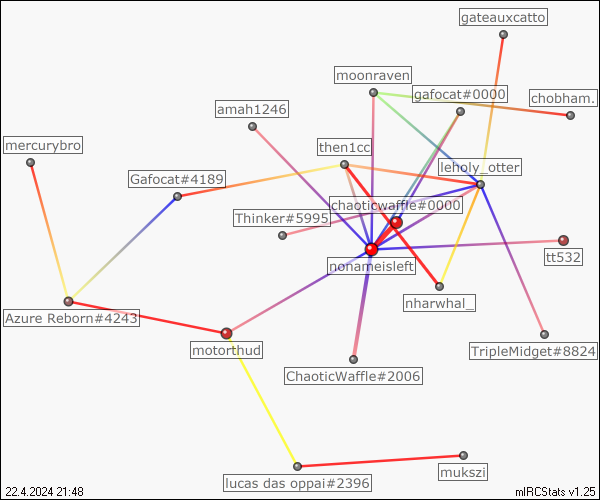 gateauxcatto
moonraven
gafocat#0000
chobham.
amah1246
mercurybro
then1cc
leholy_otter
Gafocat#4189
chaoticwaffle#0000
Thinker#5995
tt532
nonameisleft
nharwhal_
Azure Reborn#4243
motorthud
TripleMidget#8824
ChaoticWaffle#2006
mukszi
lucas das oppai#2396
22.4.2024 21:48
mIRCStats v1.25